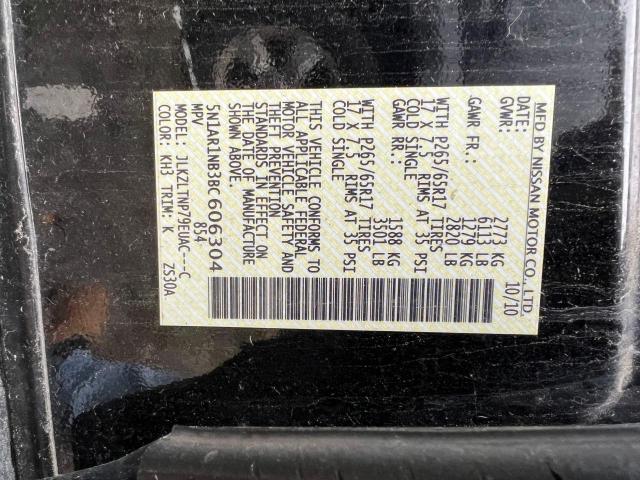 MFD BY NISSAN MOTOR CO., LTD.
DATE: 10/10
GVWR: 2773 KG
6113 LB
GAWR FR: 1279 KG
2820 LB
WITH P265/65R17 TIRES
17 X 7.5 RIMS AT 35 PSI
COLD SINGLE
GAWR RR: 1588 KG
3501 LB
WITH P265/65R17 TIRES
17 X 7.5 RIMS AT 35 PSI
COLD SINGLE
THIS VEHICLE CONFORMS TO
ALL APPLICABLE FEDERAL
MOTOR VEHICLE SAFETY AND
THEFT PREVENTION
STANDARDS IN EFFECT ON
THE DATE OF MANUFACTURE
SHOWN ABOVE.
5N1AR1NB3BC606304
MPV 854
MODEL: JLKZLTNP79EUAC---C
COLOR: KH3 TRIM: K ZS30A